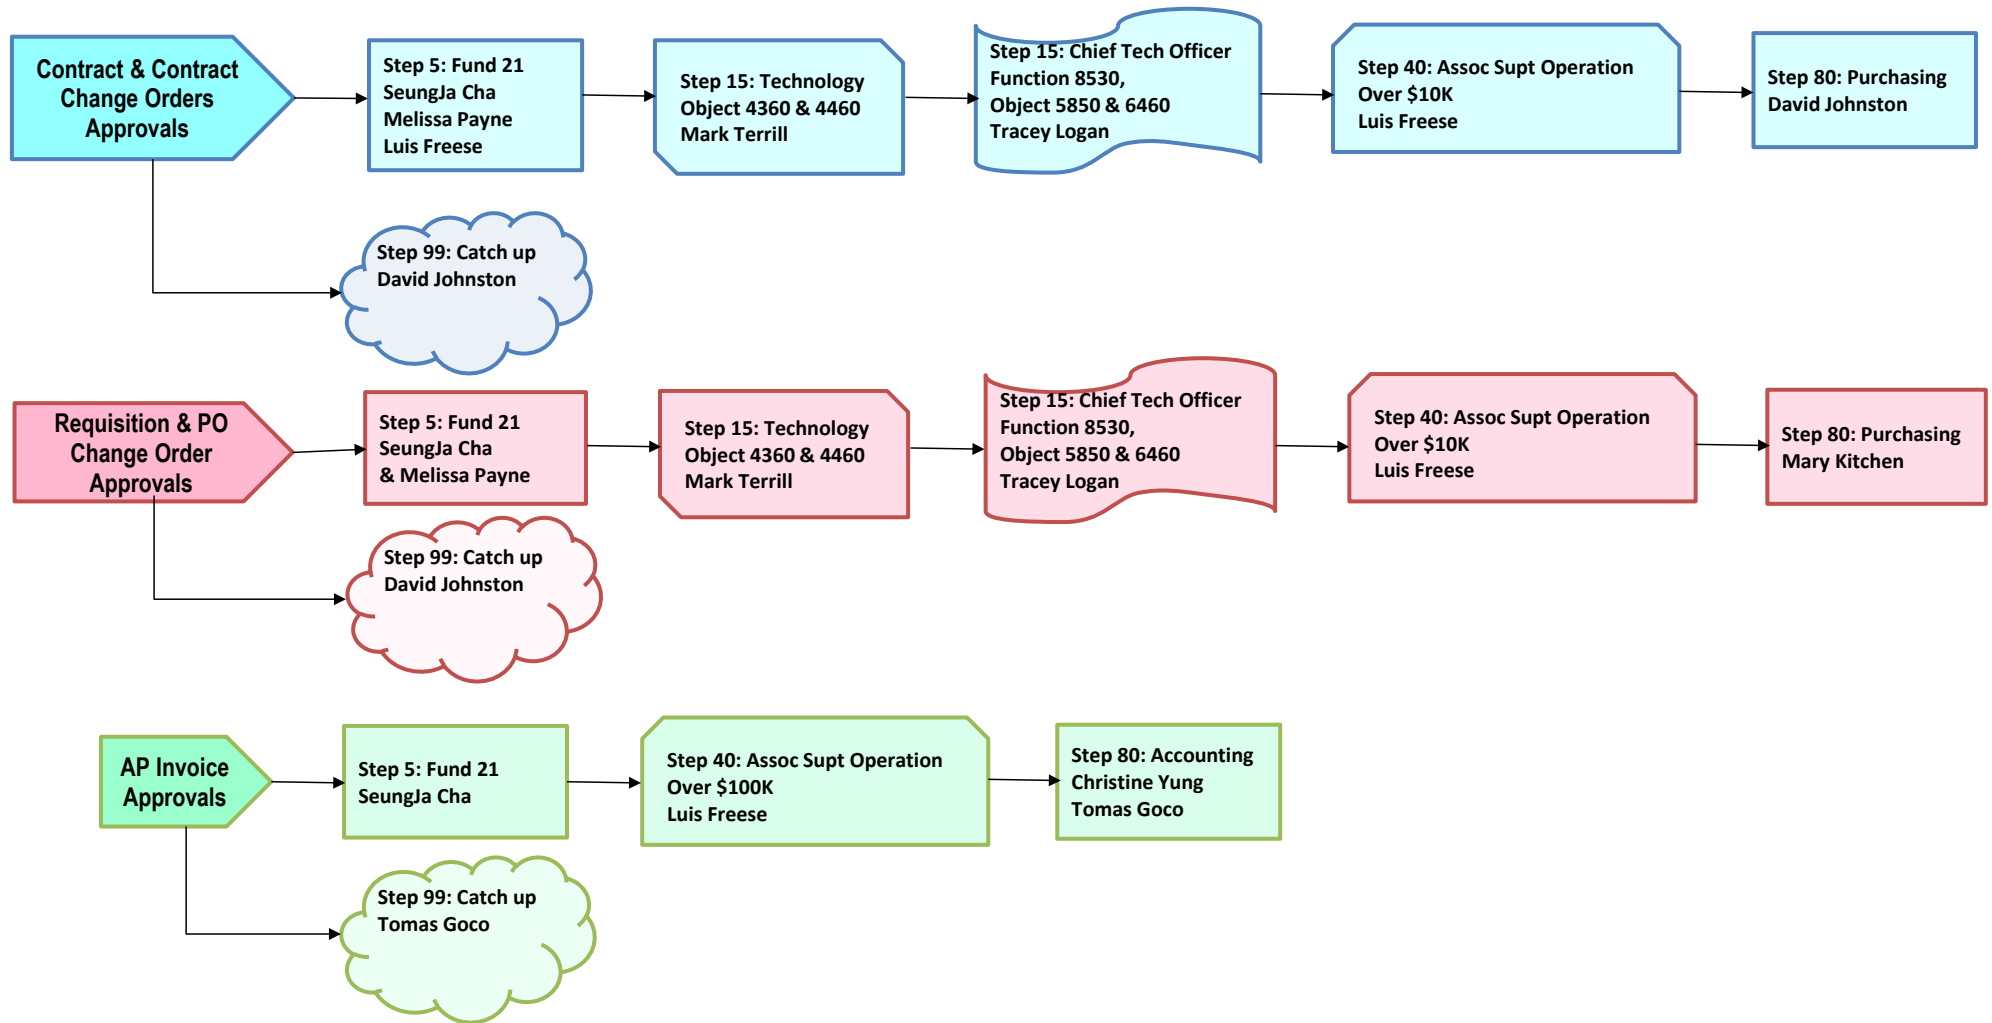 Contract & Contract
Change Orders
Approvals
Step 5: Fund 21
SeungJa Cha
Melissa Payne
Luis Freese
Step 15: Technology
Object 4360 & 4460
Mark Terrill
Step 15: Chief Tech Officer
Function 8530,
Object 5850 & 6460
Tracey Logan
Step 40: Assoc Supt Operation
Over $10K
Luis Freese
Step 80: Purchasing
David Johnston
Step 99: Catch up
David Johnston
Requisition & PO
Change Order
Approvals
Step 5: Fund 21
SeungJa Cha
& Melissa Payne
Step 15: Technology
Object 4360 & 4460
Mark Terrill
Step 15: Chief Tech Officer
Function 8530,
Object 5850 & 6460
Tracey Logan
Step 40: Assoc Supt Operation
Over $10K
Luis Freese
Step 80: Purchasing
Mary Kitchen
Step 99: Catch up
David Johnston
AP Invoice
Approvals
Step 5: Fund 21
SeungJa Cha
Step 40: Assoc Supt Operation
Over $100K
Luis Freese
Step 80: Accounting
Christine Yung
Tomas Goco
Step 99: Catch up
Tomas Goco